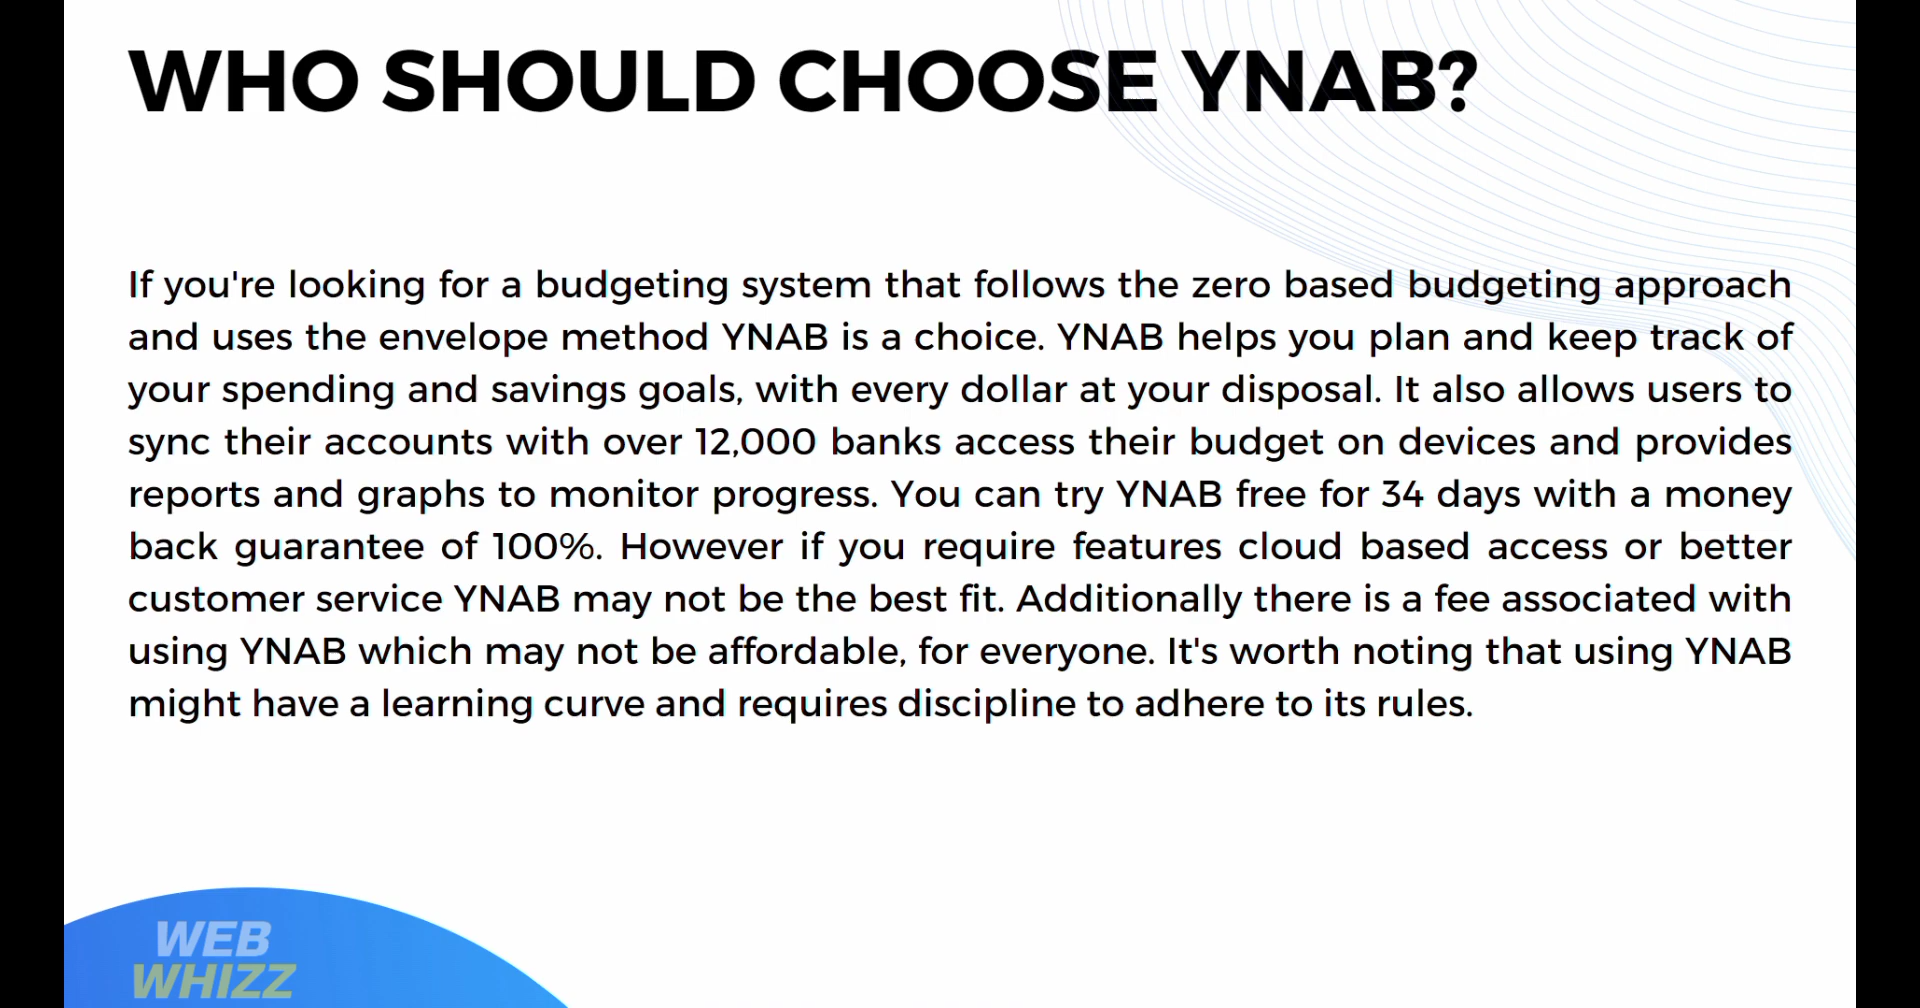 WHO SHOULD CHOOSE YNAB?
If you're looking for a budgeting system that follows the zero based budgeting approach
and uses the envelope method YNAB is a choice. YNAB helps you plan and keep track of
your spending and savings goals, with every dollar at your disposal. It also allows users to
sync their accounts with over 12,000 banks access their budget on devices and provides
reports and graphs to monitor progress. You can try YNAB free for 34 days with a money
back guarantee of 100%. However if you require features cloud based access or better
customer service YNAB may not be the best fit. Additionally there is a fee associated with
using YNAB which may not be affordable, for everyone. It's worth noting that using YNAB
might have a learning curve and requires discipline to adhere to its rules.
WEB
WHIZZ